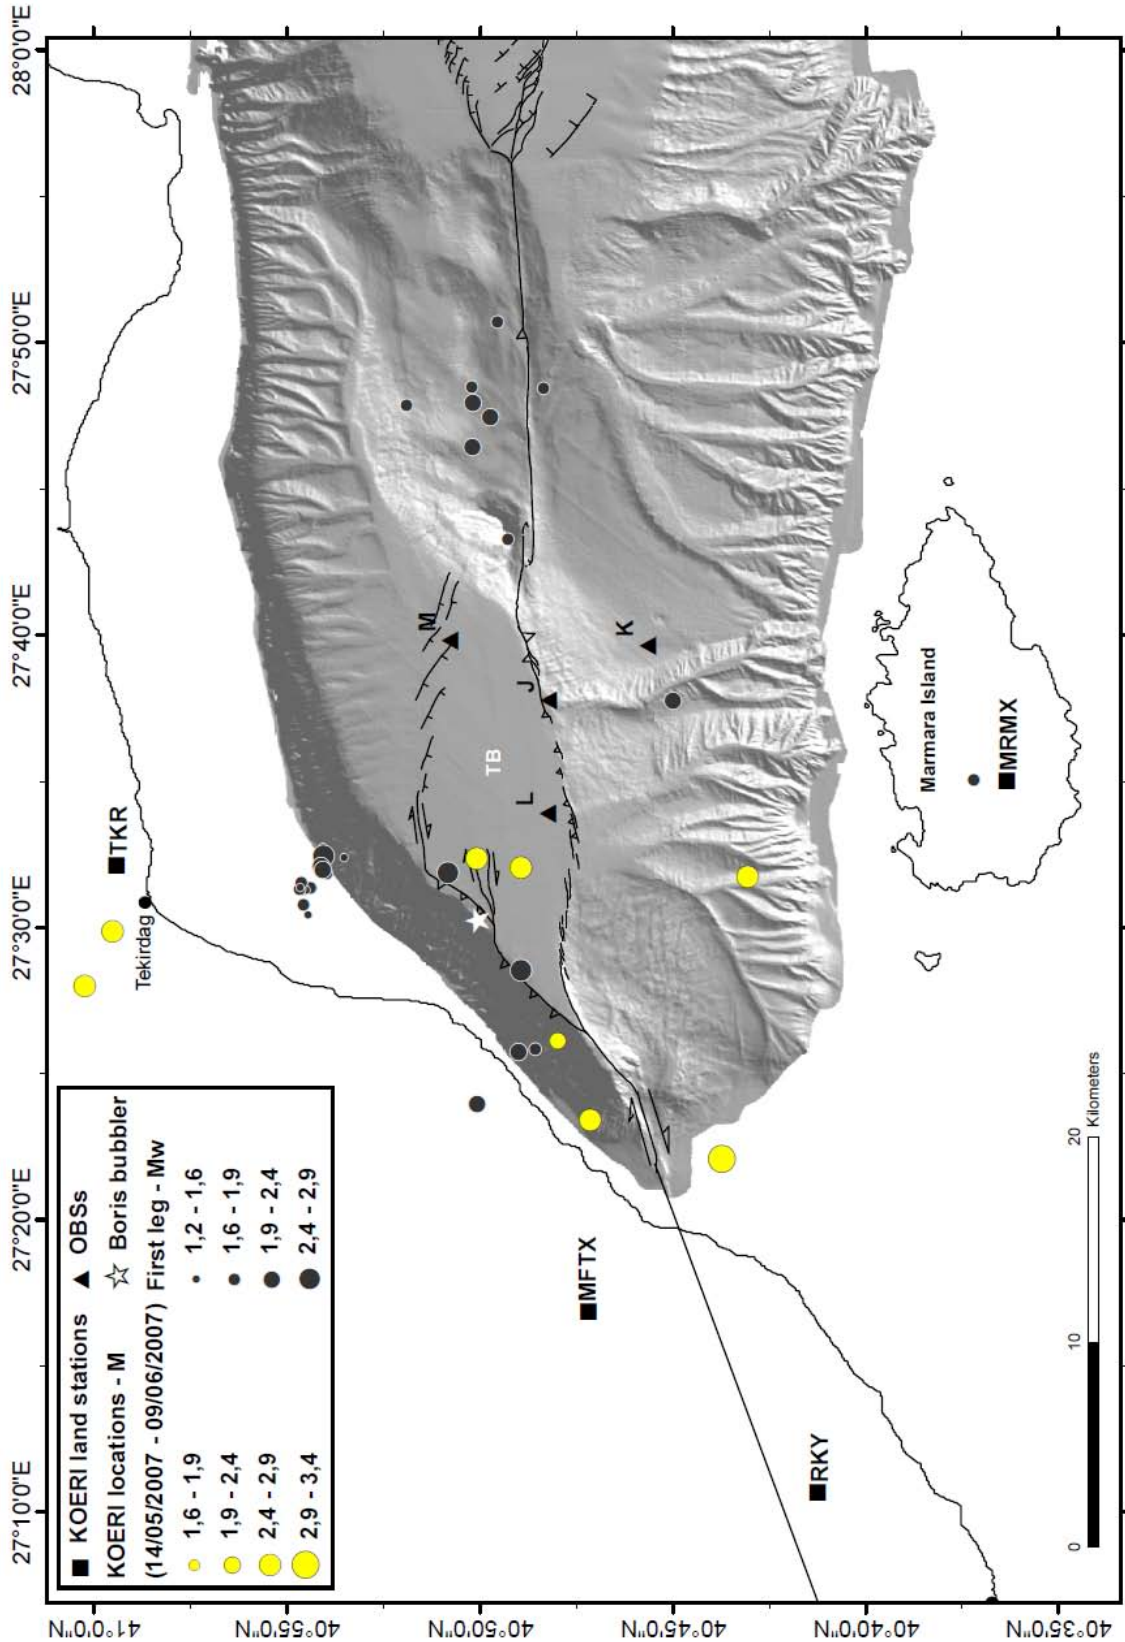 27°10'0"E
27°20'0"E
27°30'0"E
27°40'0"E
27°50'0"E
28°0'0"E
41°0'0"N
40°55'0"N
40°50'0"N
40°45'0"N
40°40'0"N
40°35'0"N
KOERI land stations
OBSs
KOERI locations - M
Boris bubbler
(14/05/2007 - 09/06/2007)
First leg - Mw
1,6 - 1,9
1,2 - 1,6
1,9 - 2,4
1,6 - 1,9
2,4 - 2,9
1,9 - 2,4
2,9 - 3,4
2,4 - 2,9
TKR
Tekirdag
M
TB
J
L
K
MFTX
RKY
Marmara Island
MRMX
0
10
20
Kilometers